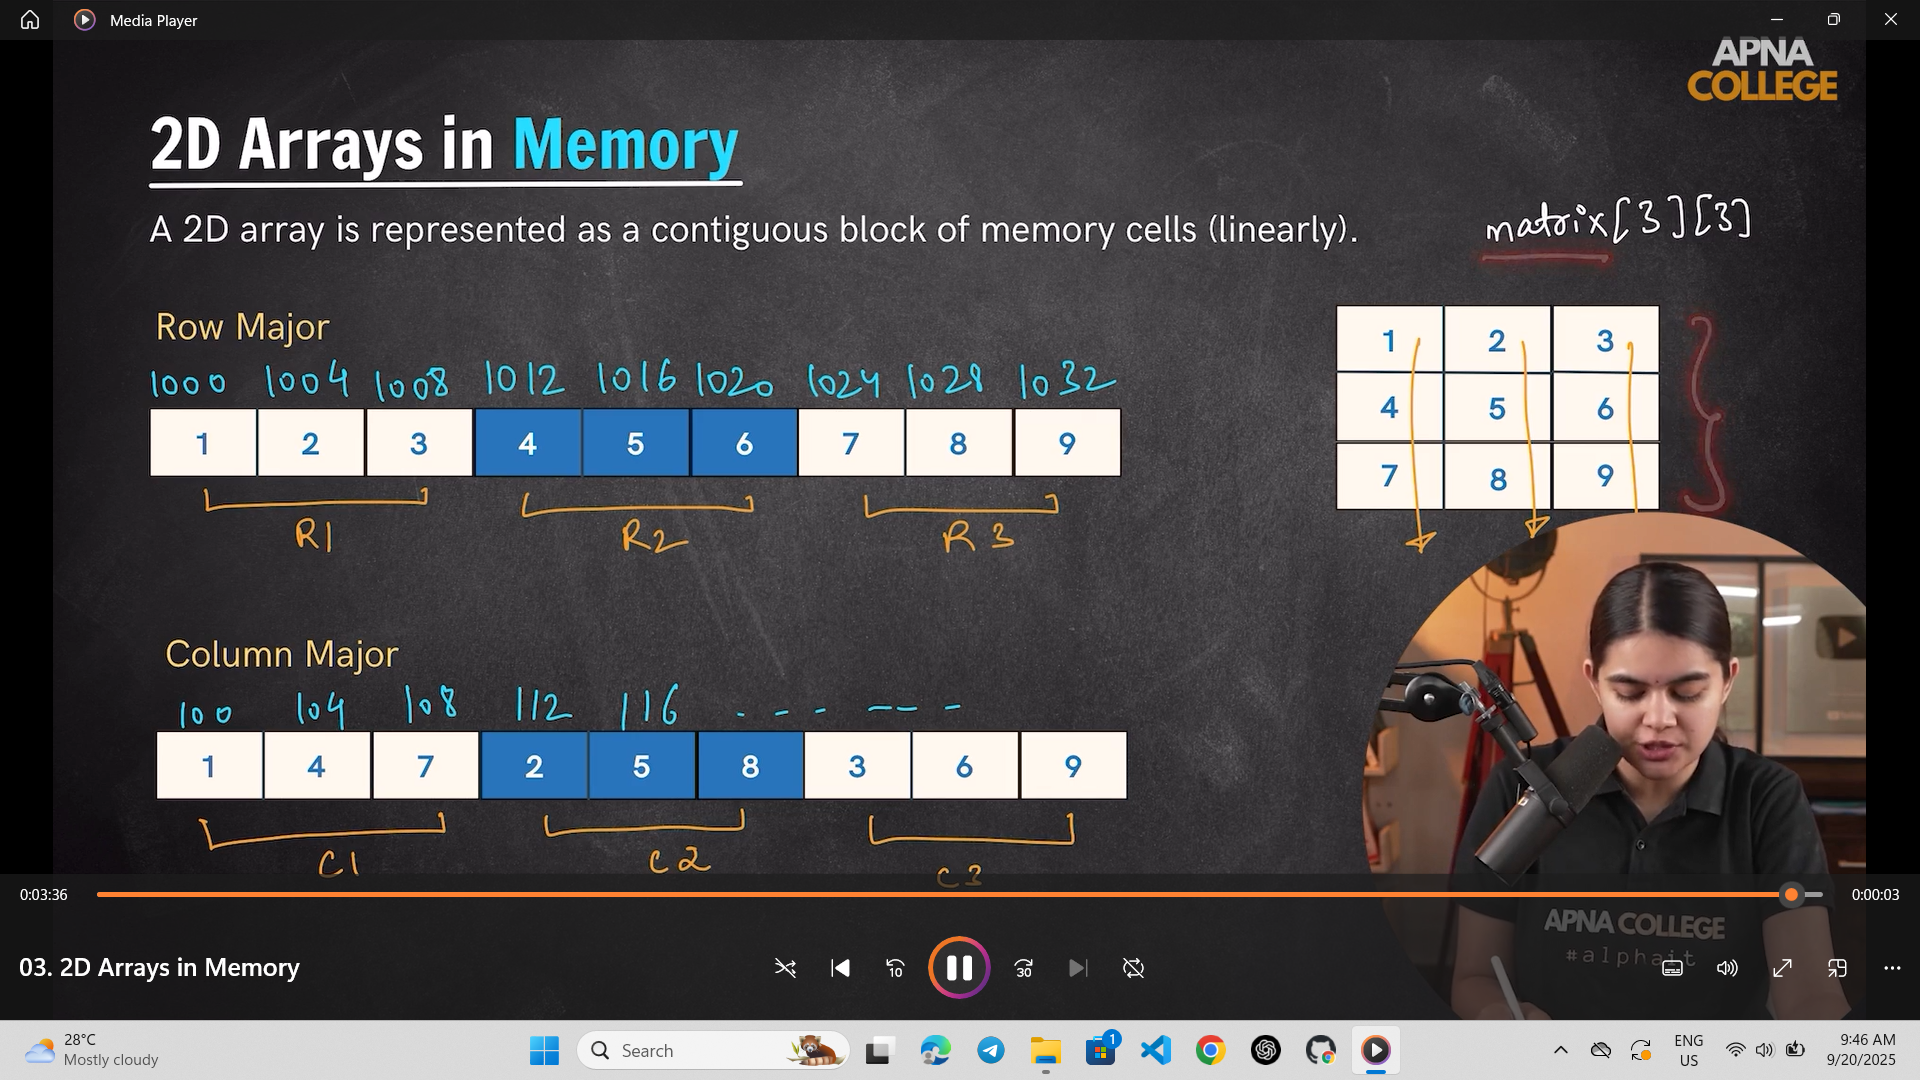 Media Player
APNA
COLLEGE
2D Arrays in Memory
A 2D array is represented as a contiguous block of memory cells (linearly).
matrix[3][3]
Row Major
1000 1004 1008 1012 1016 1020 1024 1028 1032
1 2 3 4 5 6 7 8 9
R1 R2 R3
1 2 3
4 5 6
7 8 9
Column Major
100 104 108 112 116 . - - - -- -
1 4 7 2 5 8 3 6 9
C1 C2 C3
0:03:36 0:00:03
APNA COLLEGE
#alphait
03. 2D Arrays in Memory
10 30
28°C
Mostly cloudy
Search
1
ENG
US
9:46 AM
9/20/2025